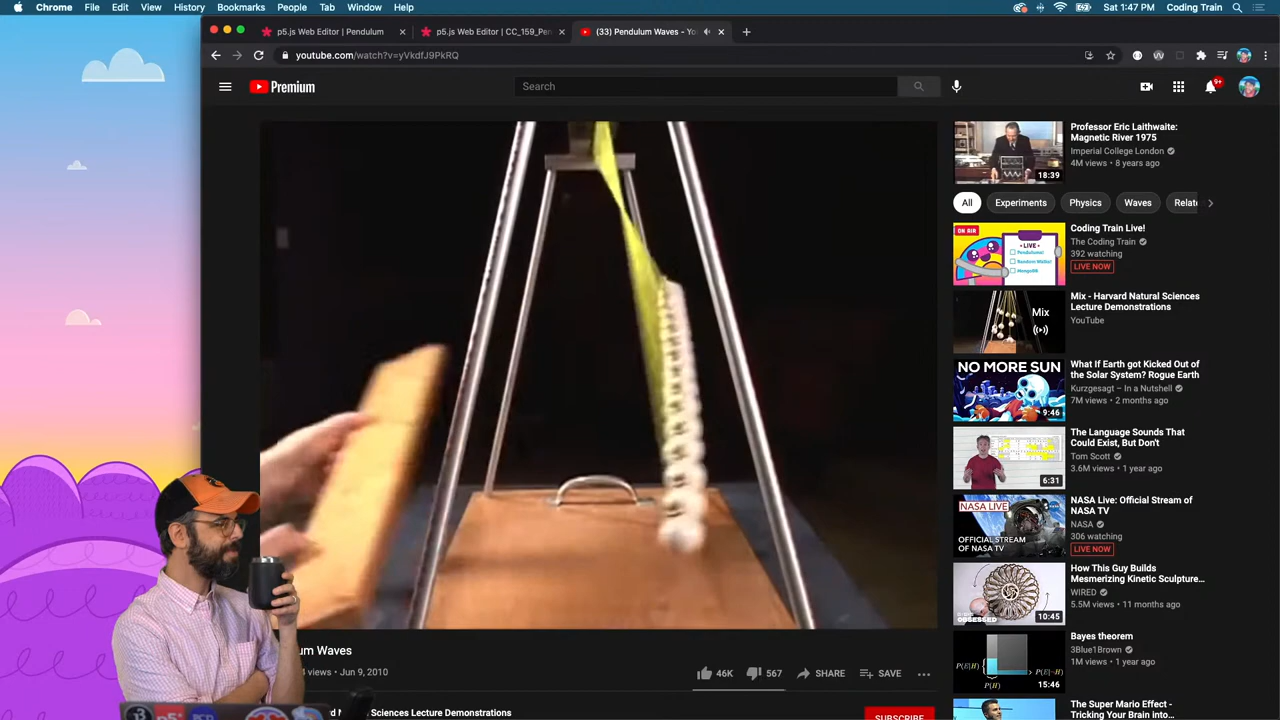 Chrome File Edit View History Bookmarks People Tab Window Help Sat 1:47 PM Coding Train
p5.js Web Editor | Pendulum
p5.js Web Editor | CC_159_Pen
(33) Pendulum Waves - Yo
youtube.com/watch?v=yVkdfJ9PkRQ
Premium
Search
9+
18:39
Professor Eric Laithwaite:
Magnetic River 1975
Imperial College London
4M views • 8 years ago
All Experiments Physics Waves Relate
ON AIR
LIVE
Coding Train Live!
The Coding Train
392 watching
LIVE NOW
Mix
Mix - Harvard Natural Sciences
Lecture Demonstrations
YouTube
NO MORE SUN
9:46
What If Earth got Kicked Out of
the Solar System? Rogue Earth
Kurzgesagt – In a Nutshell
7M views • 2 months ago
6:31
The Language Sounds That
Could Exist, But Don't
Tom Scott
3.6M views • 1 year ago
NASA LIVE
OFFICIAL STREAM
OF NASA TV
NASA Live: Official Stream of
NASA TV
NASA
306 watching
LIVE NOW
10:45
How This Guy Builds
Mesmerizing Kinetic Sculpture...
WIRED
5.5M views • 11 months ago
15:46
Bayes theorem
3Blue1Brown
1M views • 1 year ago
The Super Mario Effect -
Tricking Your Brain into...
um Waves
4 views • Jun 9, 2010
46K 567 SHARE SAVE
Sciences Lecture Demonstrations
SUBSCRIBE